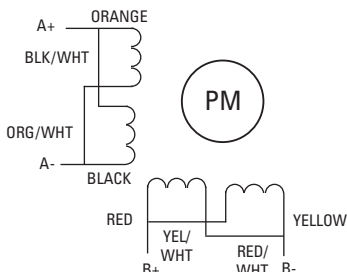 ORANGE
A+
BLK/WHT
PM
ORG/WHT
A-
BLACK
RED
YELLOW
YEL/
WHT
RED/
WHT
B+
B-